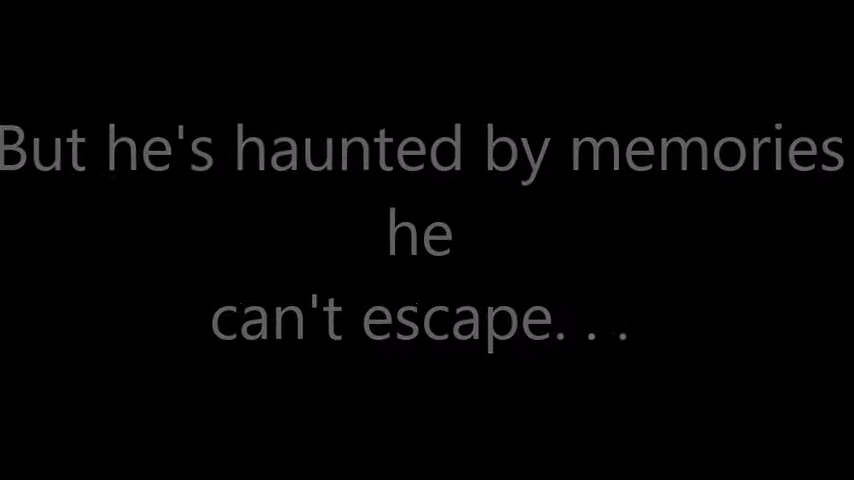 But he's haunted by memories
he
can't escape. . .